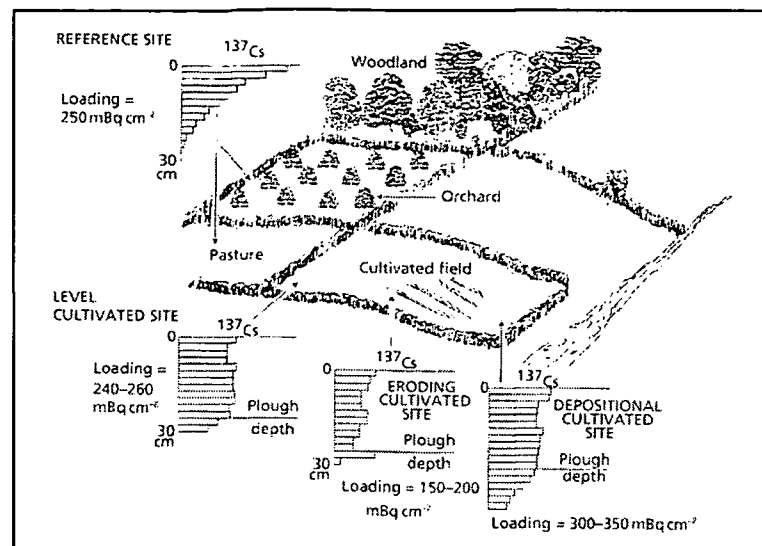 REFERENCE SITE
137Cs
0
Loading =
250 mBq cm⁻²
30
cm
Woodland
Orchard
Pasture
Cultivated field
LEVEL
CULTIVATED SITE
137Cs
0
Loading =
240–260
mBq cm⁻²
Plough
depth
30
cm
137Cs
0
ERODING
CULTIVATED
SITE
Plough
depth
30
cm
Loading = 150–200
mBq cm⁻²
137Cs
0
DEPOSITIONAL
CULTIVATED
SITE
Plough
depth
Loading = 300–350 mBq cm⁻²